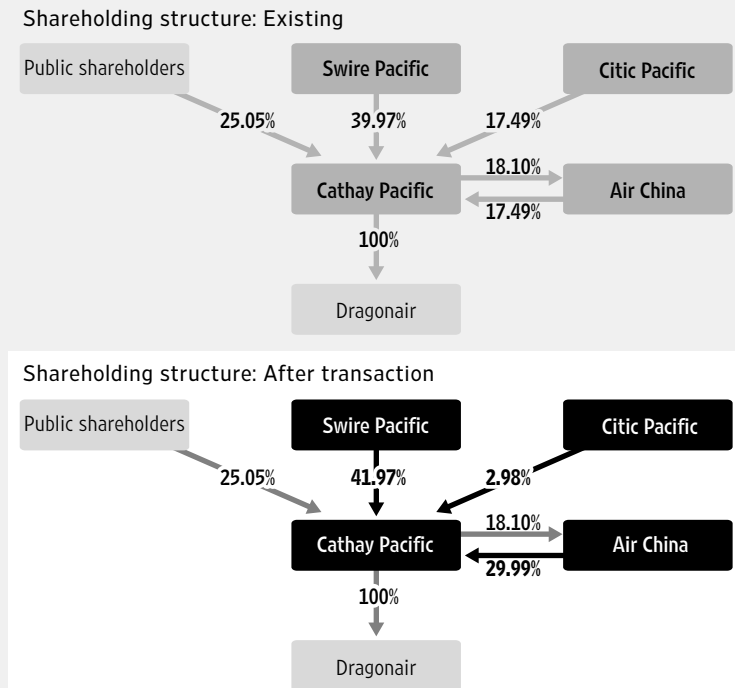 Shareholding structure: Existing
Public shareholders
Swire Pacific
Citic Pacific
25.05%
39.97%
17.49%
Cathay Pacific
18.10%
17.49%
Air China
100%
Dragonair
Shareholding structure: After transaction
Public shareholders
Swire Pacific
Citic Pacific
25.05%
41.97%
2.98%
Cathay Pacific
18.10%
29.99%
Air China
100%
Dragonair